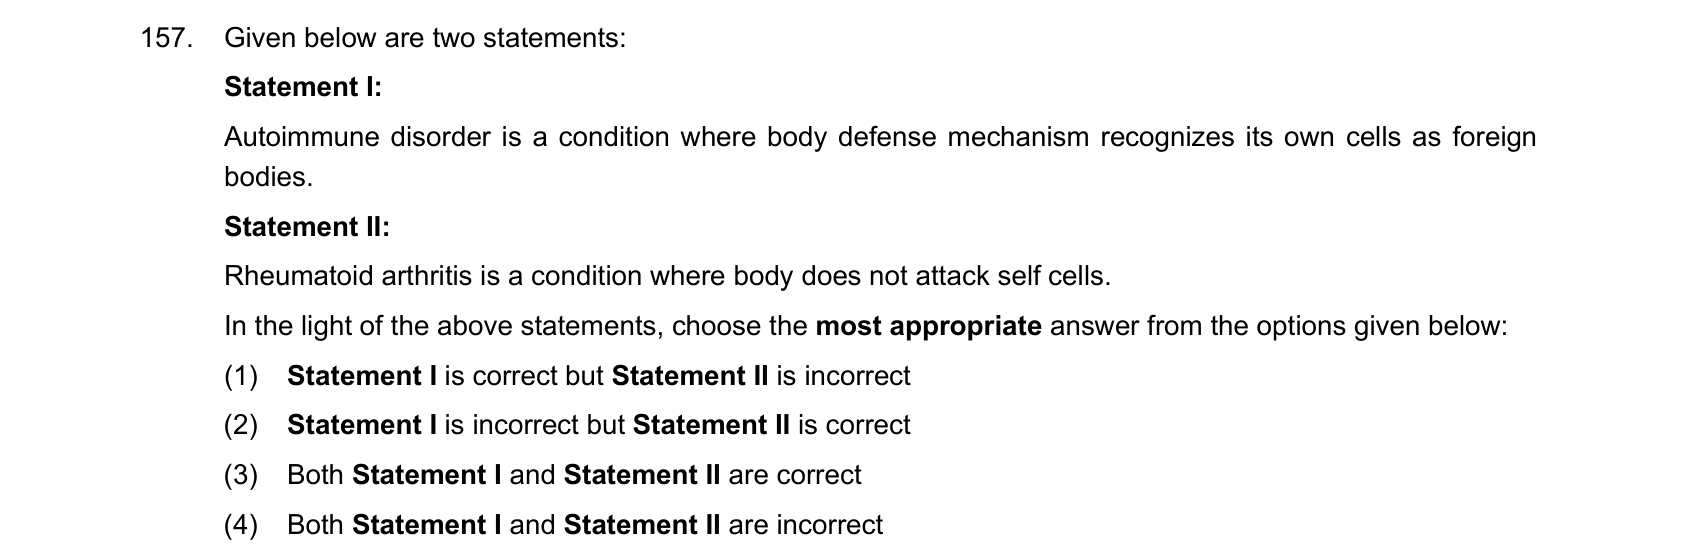 157. Given below are two statements:
Statement I:
Autoimmune disorder is a condition where body defense mechanism recognizes its own cells as foreign
bodies.
Statement II:
Rheumatoid arthritis is a condition where body does not attack self cells.
In the light of the above statements, choose the most appropriate answer from the options given below:
(1) Statement I is correct but Statement II is incorrect
(2) Statement I is incorrect but Statement II is correct
(3) Both Statement I and Statement II are correct
(4) Both Statement I and Statement II are incorrect